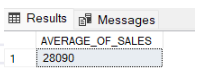 Results Messages
AVERAGE_OF_SALES
1 28090